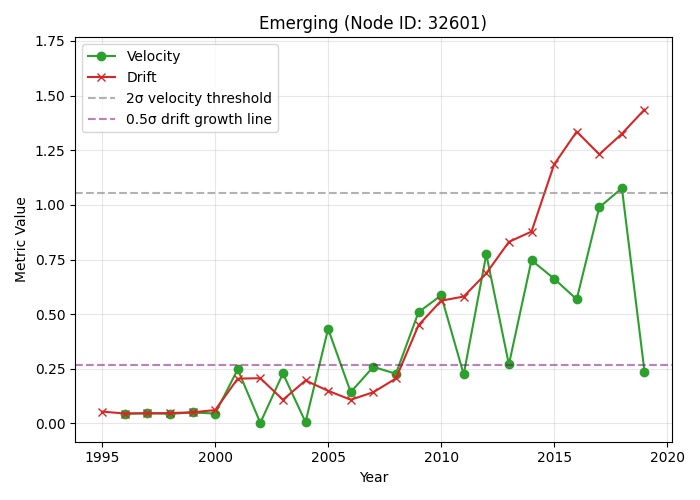 Emerging (Node ID: 32601)
Velocity
Drift
2σ velocity threshold
0.5σ drift growth line
Metric Value
1.75
1.50
1.25
1.00
0.75
0.50
0.25
0.00
1995
2000
2005
2010
2015
2020
Year